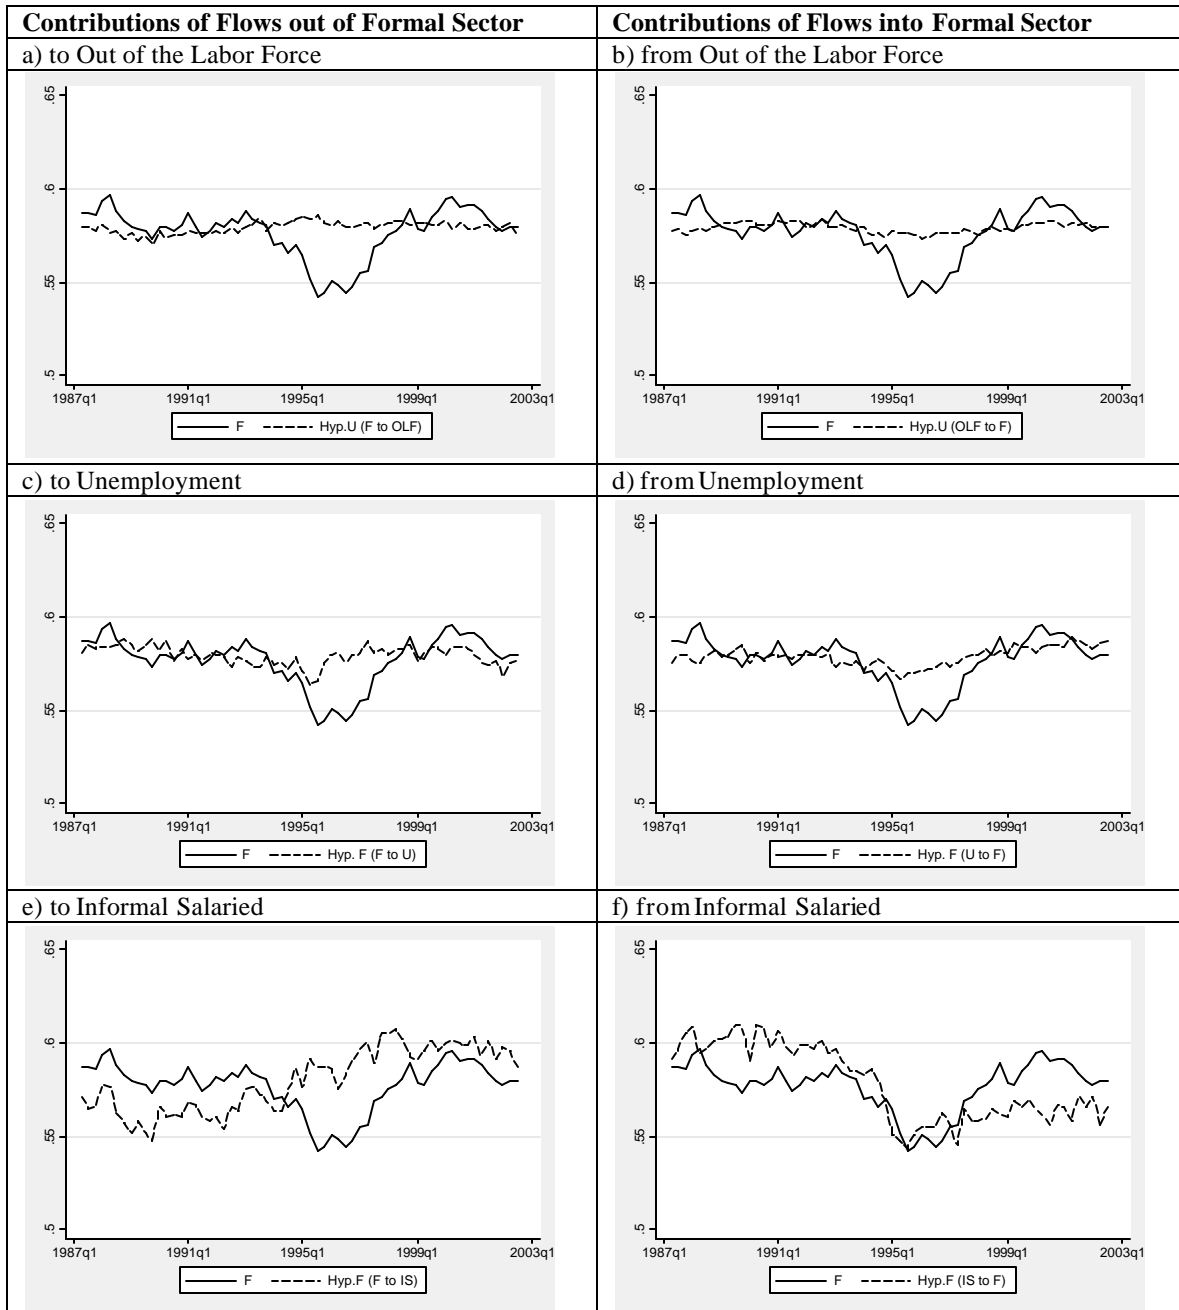 Contributions of Flows out of Formal Sector
Contributions of Flows into Formal Sector
a) to Out of the Labor Force
b) from Out of the Labor Force
.65
.6
.55
.5
1987q1 1991q1 1995q1 1999q1 2003q1
F Hyp.U (F to OLF)
.65
.6
.55
.5
1987q1 1991q1 1995q1 1999q1 2003q1
F Hyp.U (OLF to F)
c) to Unemployment
d) from Unemployment
.65
.6
.55
.5
1987q1 1991q1 1995q1 1999q1 2003q1
F Hyp. F (F to U)
.65
.6
.55
.5
1987q1 1991q1 1995q1 1999q1 2003q1
F Hyp. F (U to F)
e) to Informal Salaried
f) from Informal Salaried
.65
.6
.55
.5
1987q1 1991q1 1995q1 1999q1 2003q1
F Hyp.F (F to IS)
.65
.6
.55
.5
1987q1 1991q1 1995q1 1999q1 2003q1
F Hyp.F (IS to F)